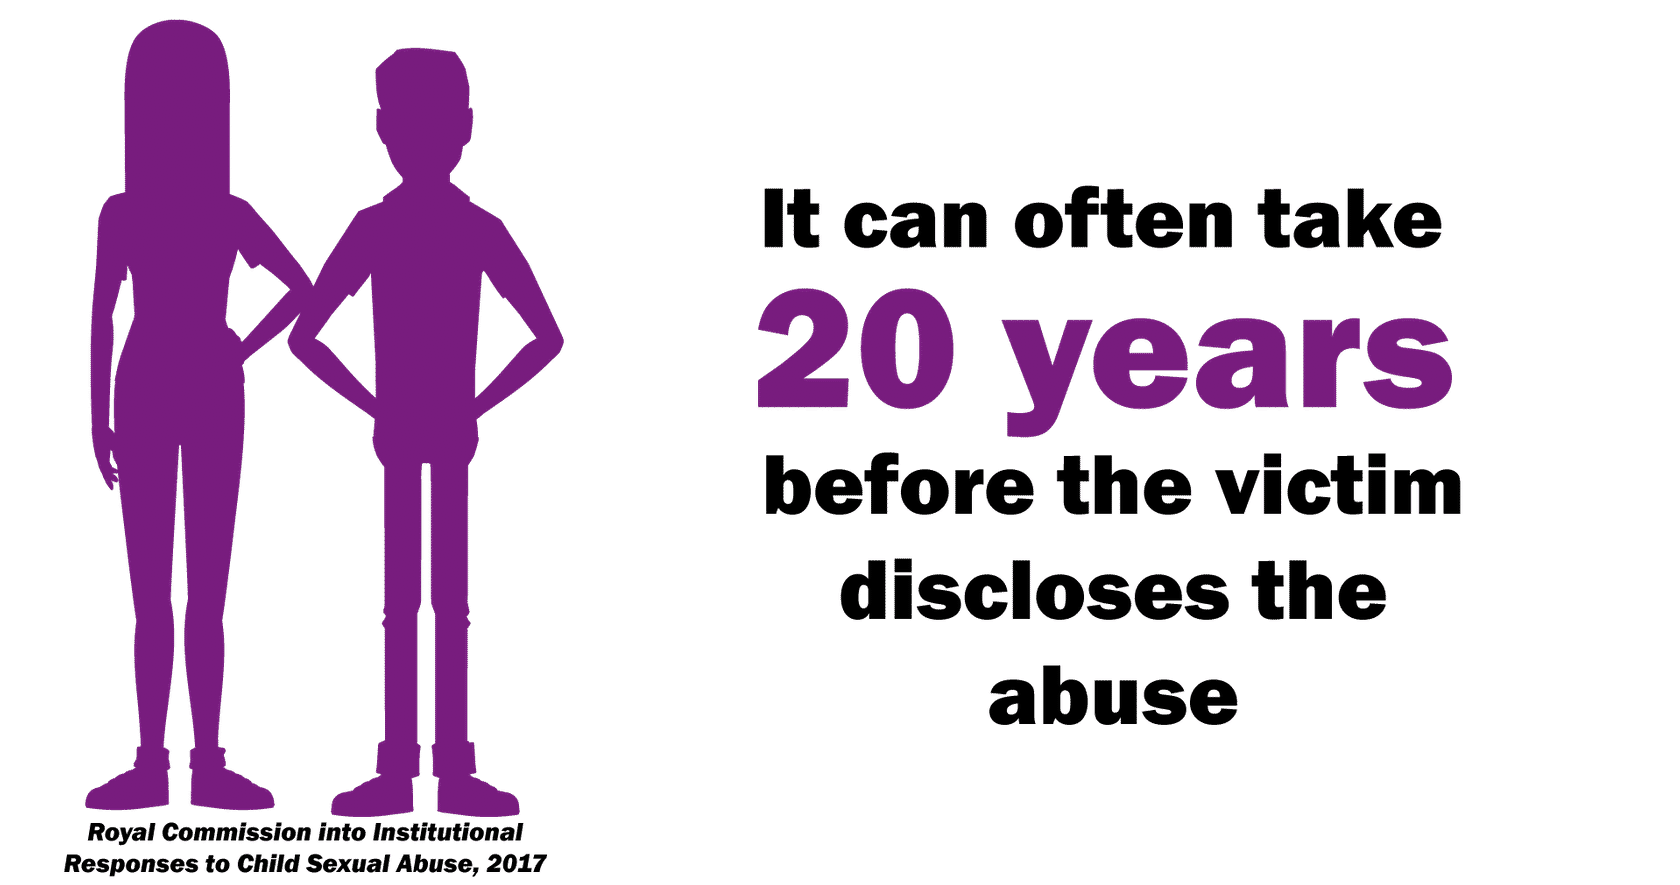 It can often take
20 years
before the victim
discloses the
abuse
Royal Commission into Institutional
Responses to Child Sexual Abuse, 2017